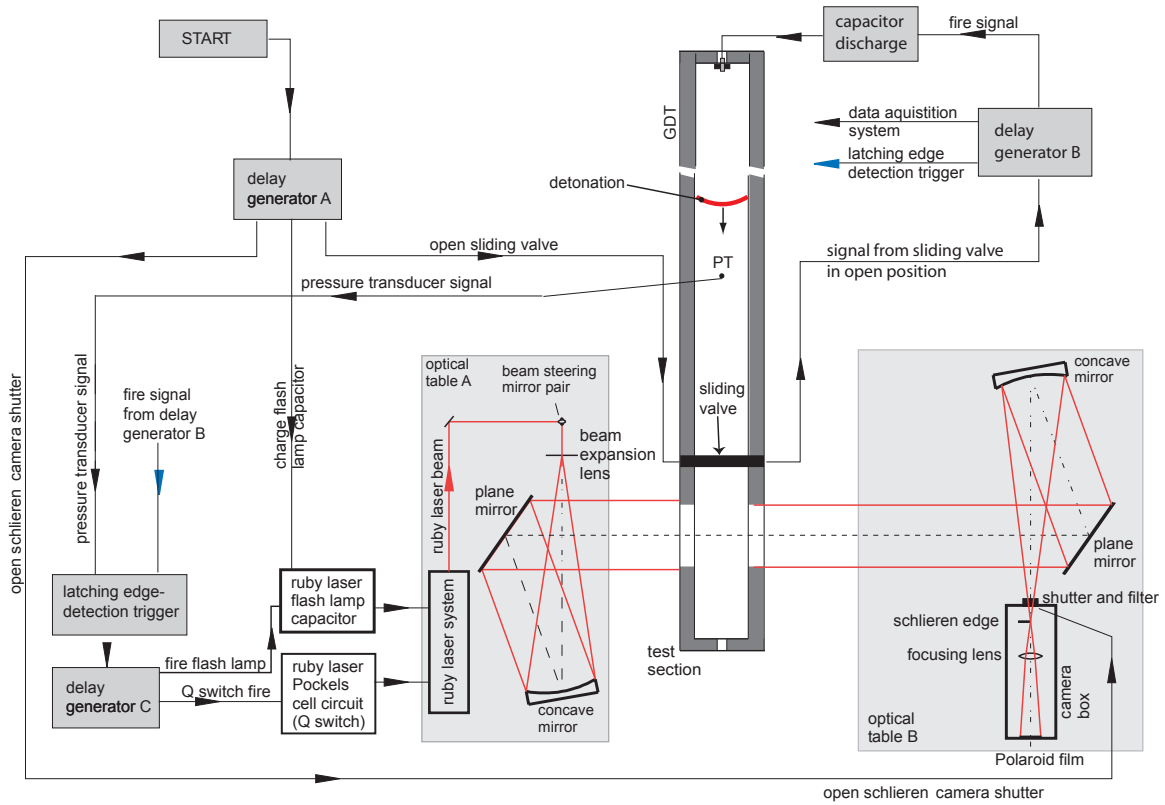 START
capacitor
discharge
fire signal
GDT
data aquistition
system
latching edge
detection trigger
delay
generator B
delay
generator A
detonation
open sliding valve
PT
signal from sliding valve
in open position
pressure transducer signal
open schlieren camera shutter
pressure transducer signal
fire signal
from delay
generator B
charge flash
lamp capacitor
optical
table A
beam steering
mirror pair
sliding
valve
concave
mirror
beam
expansion
lens
ruby laser beam
plane
mirror
plane
mirror
latching edge-
detection trigger
ruby laser
flash lamp
capacitor
ruby laser system
shutter and filter
schlieren edge
focusing lens
camera
box
test
section
fire flash lamp
delay
generator C
Q switch fire
ruby laser
Pockels
cell circuit
(Q switch)
concave
mirror
optical
table B
Polaroid film
open schlieren camera shutter